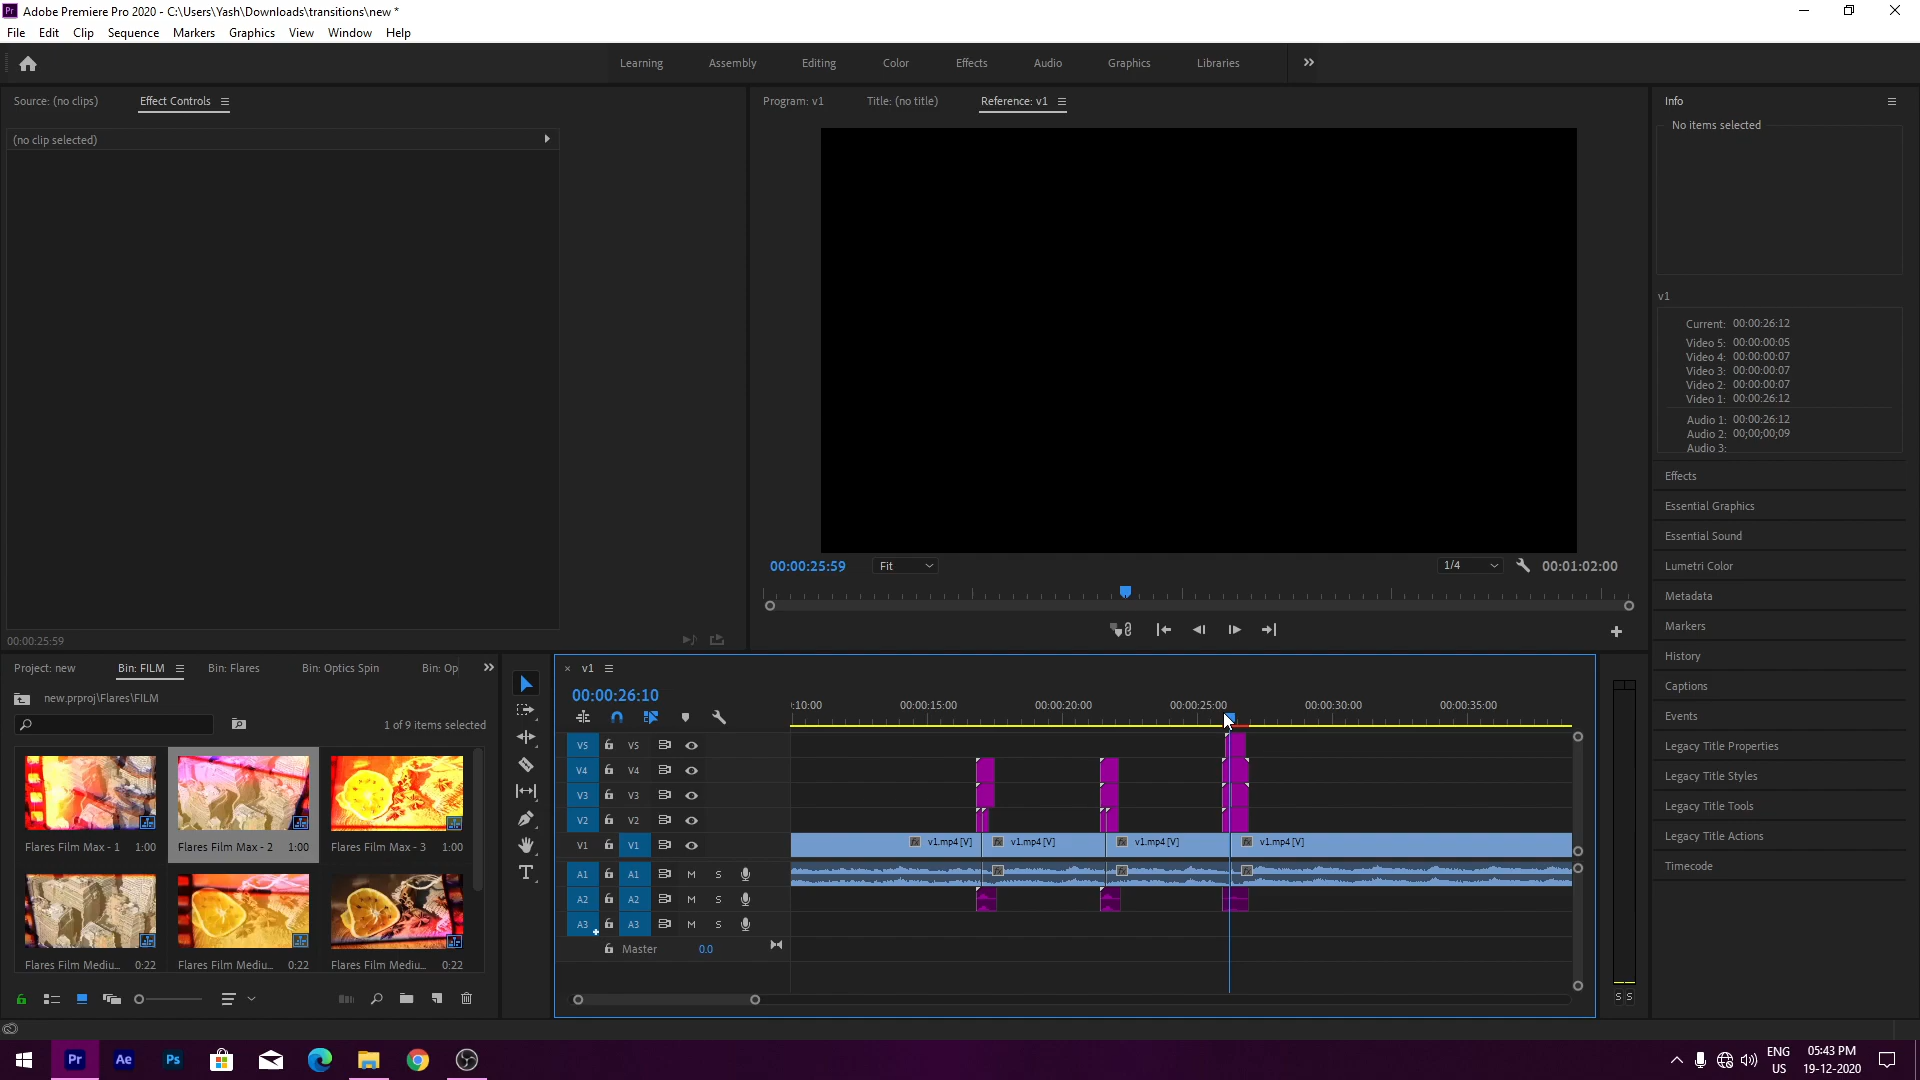 Adobe Premiere Pro 2020 - C:\Users\Yash\Downloads\transitions\new *
File Edit Clip Sequence Markers Graphics View Window Help
Learning Assembly Editing Color Effects Audio Graphics Libraries
Source: (no clips) Effect Controls
(no clip selected)
00:00:25:59
Program: v1 Title: (no title) Reference: v1
00:00:25:59 Fit 1/4 00:01:02:00
Info
No items selected
v1
Current: 00:00:26:12
Video 5: 00:00:00:05
Video 4: 00:00:00:07
Video 3: 00:00:00:07
Video 2: 00:00:00:07
Video 1: 00:00:26:12
Audio 1: 00:00:26:12
Audio 2: 00;00;00;09
Audio 3:
Effects
Essential Graphics
Essential Sound
Lumetri Color
Metadata
Markers
History
Captions
Events
Legacy Title Properties
Legacy Title Styles
Legacy Title Tools
Legacy Title Actions
Timecode
Project: new Bin: FILM Bin: Flares Bin: Optics Spin Bin: Op
new.prproj\Flares\FILM
1 of 9 items selected
Flares Film Max - 1 1:00
Flares Film Max - 2 1:00
Flares Film Max - 3 1:00
Flares Film Mediu... 0:22
Flares Film Mediu... 0:22
Flares Film Mediu... 0:22
v1
00:00:26:10
:10:00 00:00:15:00 00:00:20:00 00:00:25:00 00:00:30:00 00:00:35:00
V5 V5
V4 V4
V3 V3
V2 V2
V1 V1 v1.mp4 [V] v1.mp4 [V] v1.mp4 [V] v1.mp4 [V]
A1 A1 M S
A2 A2 M S
A3 A3 M S
Master 0.0
S S
Pr Ae Ps
ENG
US
05:43 PM
19-12-2020